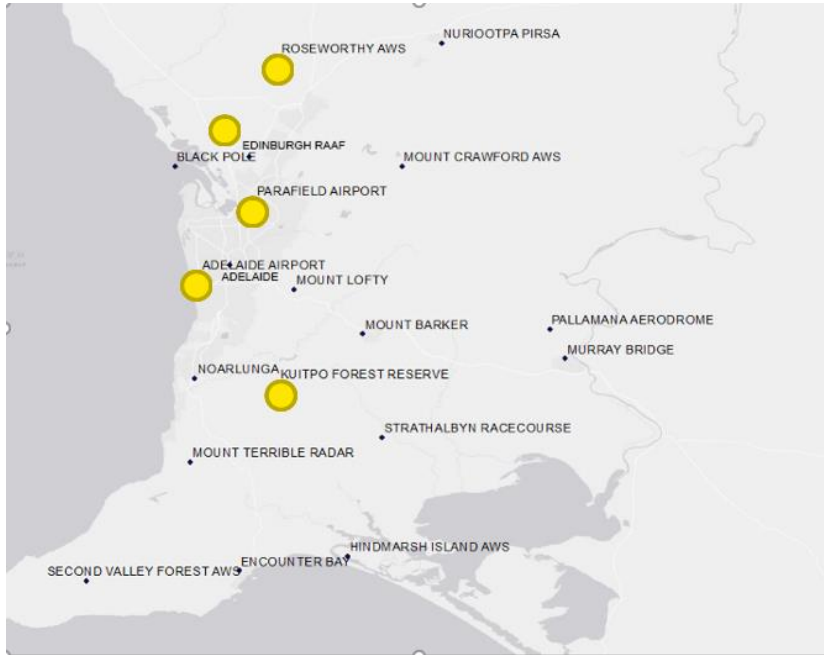 NURIOOTPA PIRSA
ROSEWORTHY AWS
EDINBURGH RAAF
BLACK POLE
MOUNT CRAWFORD AWS
PARAFIELD AIRPORT
ADELAIDE AIRPORT
ADELAIDE
MOUNT LOFTY
MOUNT BARKER
PALLAMANA AERODROME
MURRAY BRIDGE
NOARLUNGA
KUITPO FOREST RESERVE
STRATHALBYN RACECOURSE
MOUNT TERRIBLE RADAR
HINDMARSH ISLAND AWS
ENCOUNTER BAY
SECOND VALLEY FOREST AWS